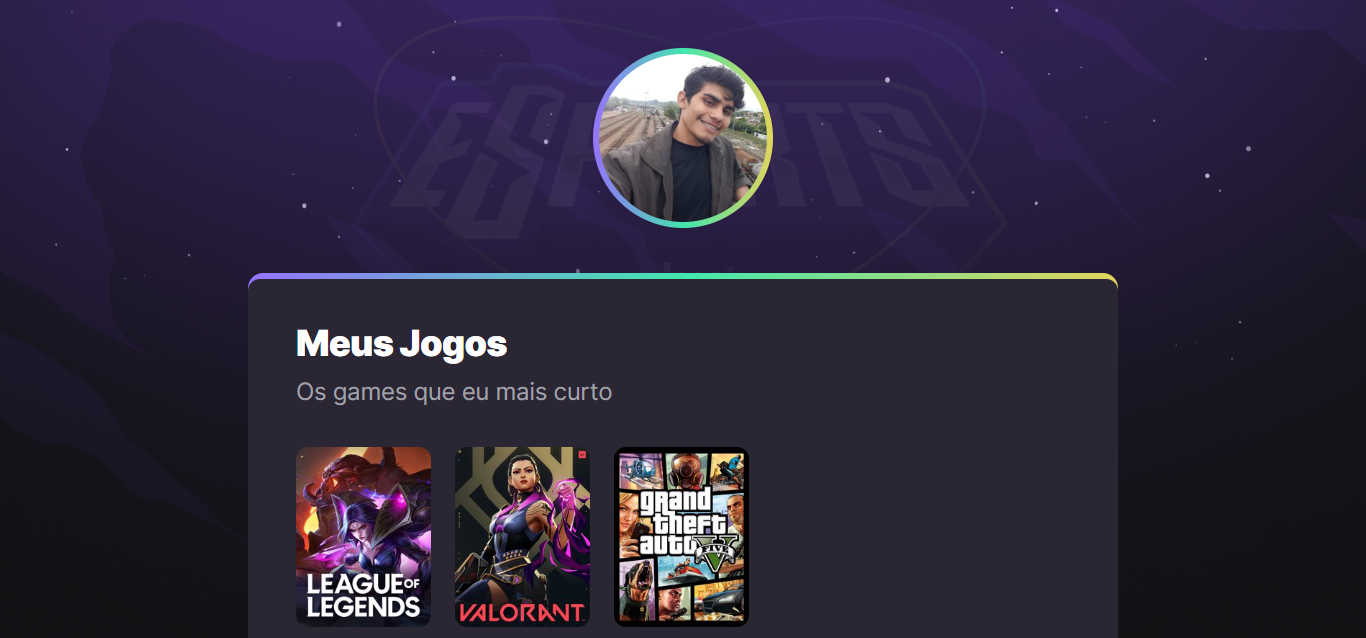 ESPORTS
Meus Jogos
Os games que eu mais curto
LEAGUE OF
LEGENDS
VALORANT
grand
theft
auto
FIVE